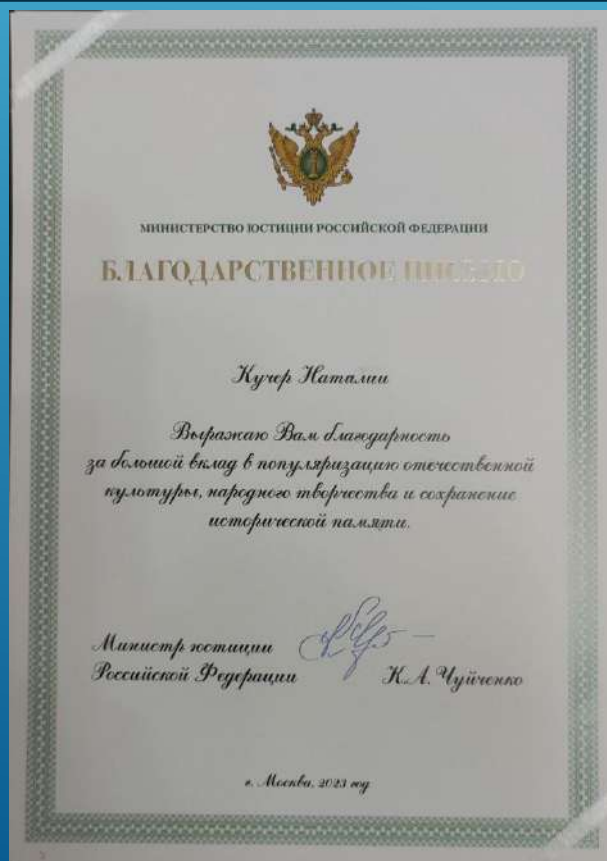 МИНИСТЕРСТВО ЮСТИЦИИ РОССИЙСКОЙ ФЕДЕРАЦИИ
БЛАГОДАРСТВЕННОЕ ПИСЬМО
Кучер Наталии
Выражаю Вам благодарность
за большой вклад в популяризацию отечественной
культуры, народного творчества и сохранение
исторической памяти.
Министр юстиции
Российской Федерации К.А. Чуйченко
г. Москва, 2023 год